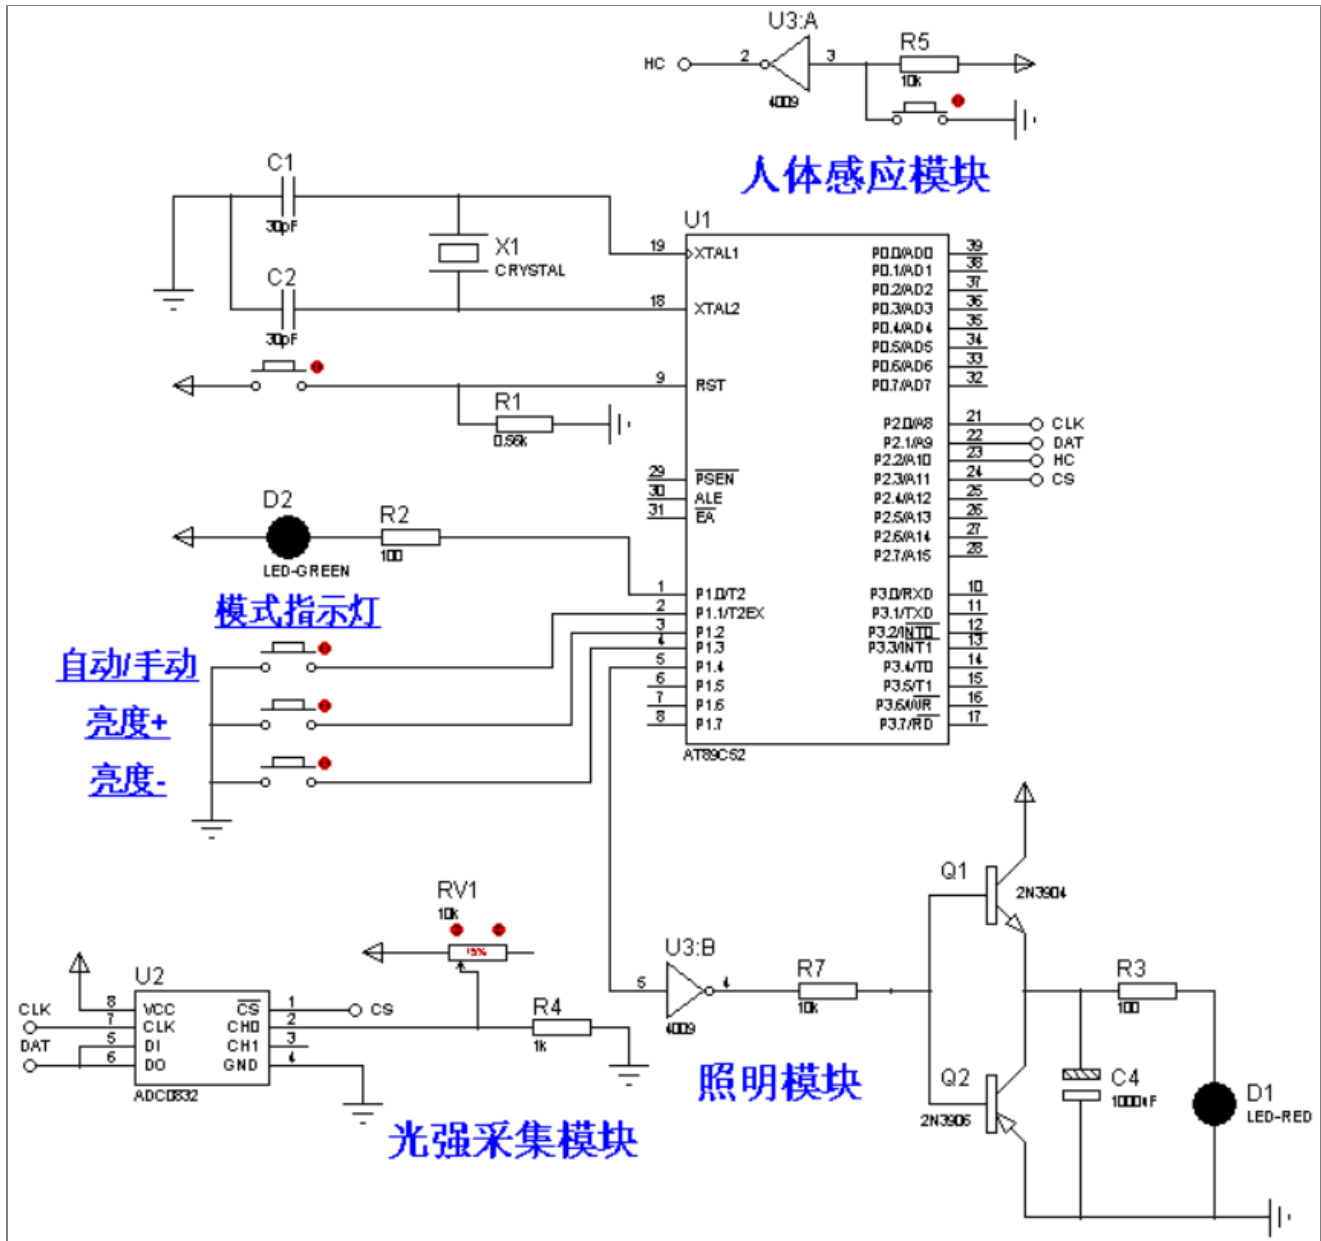 U3:A
HC 2 3
4009
R5
10k
人体感应模块
C1
30pF
X1
CRYSTAL
C2
30pF
R1
0.56k
U1
19 XTAL1
18 XTAL2
9 RST
29 PSEN
30 ALE
31 EA
1 P1.0/T2
2 P1.1/T2EX
3 P1.2
4 P1.3
5 P1.4
6 P1.5
7 P1.6
8 P1.7
P0.0/AD0 39
P0.1/AD1 38
P0.2/AD2 37
P0.3/AD3 36
P0.4/AD4 35
P0.5/AD5 34
P0.6/AD6 33
P0.7/AD7 32
P2.0/A8 21 CLK
P2.1/A9 22 DAT
P2.2/A10 23 HC
P2.3/A11 24 CS
P2.4/A12 25
P2.5/A13 26
P2.6/A14 27
P2.7/A15 28
P3.0/RXD 10
P3.1/TXD 11
P3.2/INT0 12
P3.3/INT1 13
P3.4/T0 14
P3.5/T1 15
P3.6/WR 16
P3.7/RD 17
AT89C52
D2
LED-GREEN
R2
100
模式指示灯
自动/手动
亮度+
亮度-
RV1
10k
15%
U2
CLK 7 CLK
DAT
8 VCC
5 DI
6 DO
CS 1 CS
CH0 2
CH1 3
GND 4
ADC0832
R4
1k
光强采集模块
U3:B
5 4
4009
R7
10k
照明模块
Q1
2N3904
Q2
2N3906
R3
100
C4
1000uF
D1
LED-RED